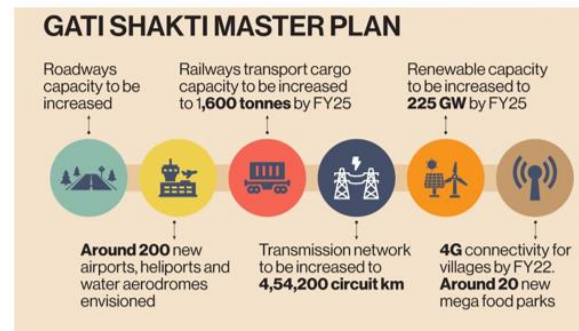 GATI SHAKTI MASTER PLAN
Roadways
capacity to be
increased
Railways transport cargo
capacity to be increased
to 1,600 tonnes by FY25
Renewable capacity
to be increased to
225 GW by FY25
Around 200 new
airports, heliports and
water aerodromes
envisioned
Transmission network
to be increased to
4,54,200 circuit km
4G connectivity for
villages by FY22.
Around 20 new
mega food parks